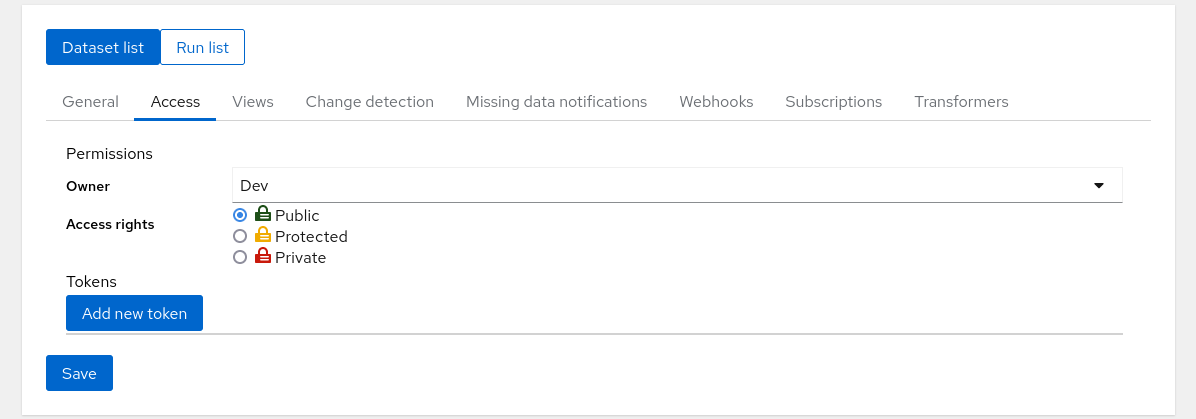 Dataset list Run list
General Access Views Change detection Missing data notifications Webhooks Subscriptions Transformers
Permissions
Owner Dev
Access rights Public
Protected
Private
Tokens
Add new token
Save